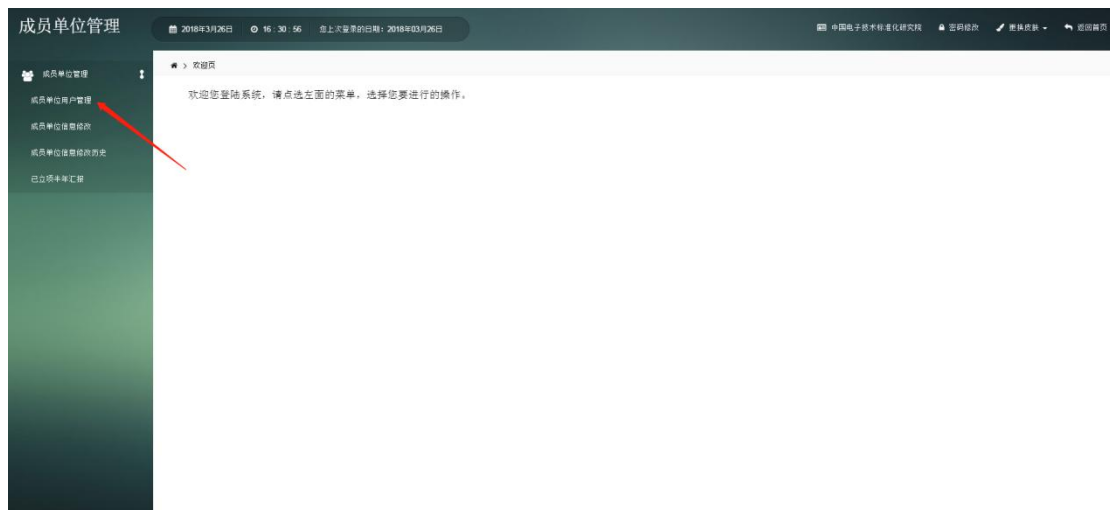 成员单位管理
2018年3月26日 16 : 30 : 56 您上次登录的日期：2018年03月26日
中国电子技术标准化研究院 密码修改 更换皮肤 返回首页
成员单位管理
成员单位用户管理
成员单位信息修改
成员单位信息修改历史
已立项半年汇报
> 欢迎页
欢迎您登陆系统，请点选左面的菜单，选择您要进行的操作。